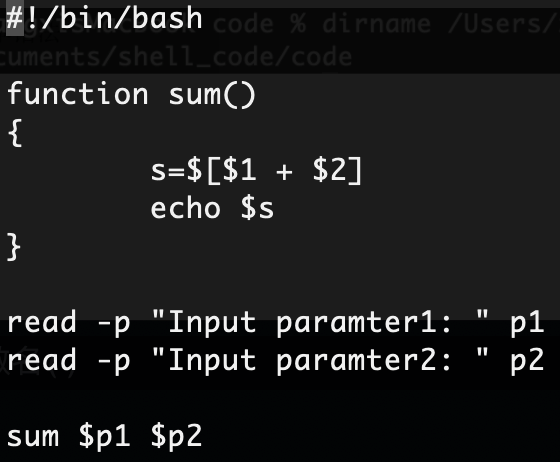 #!/bin/bash
code % dirname /Users/
cuments/shell_code/code
function sum()
{
        s=$[$1 + $2]
        echo $s
}
read -p "Input paramter1: " p1
read -p "Input paramter2: " p2
sum $p1 $p2